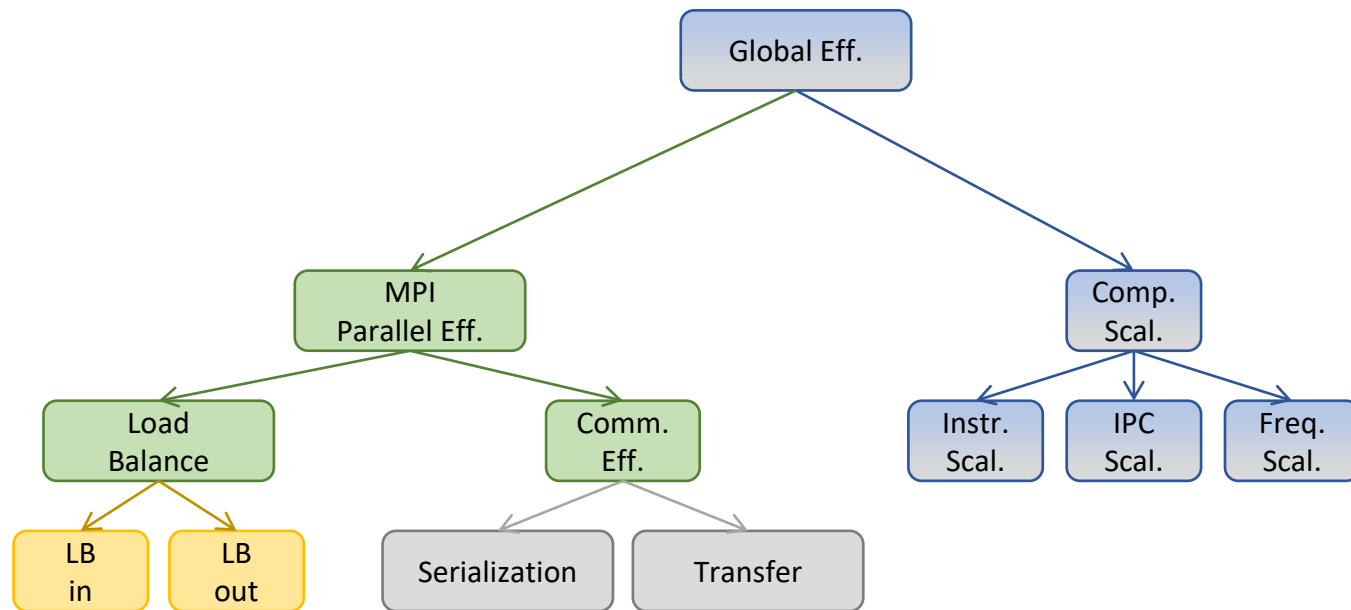 Global Eff.
MPI
Parallel Eff.
Comp.
Scal.
Load
Balance
Comm.
Eff.
Instr.
Scal.
IPC
Scal.
Freq.
Scal.
LB
in
LB
out
Serialization
Transfer